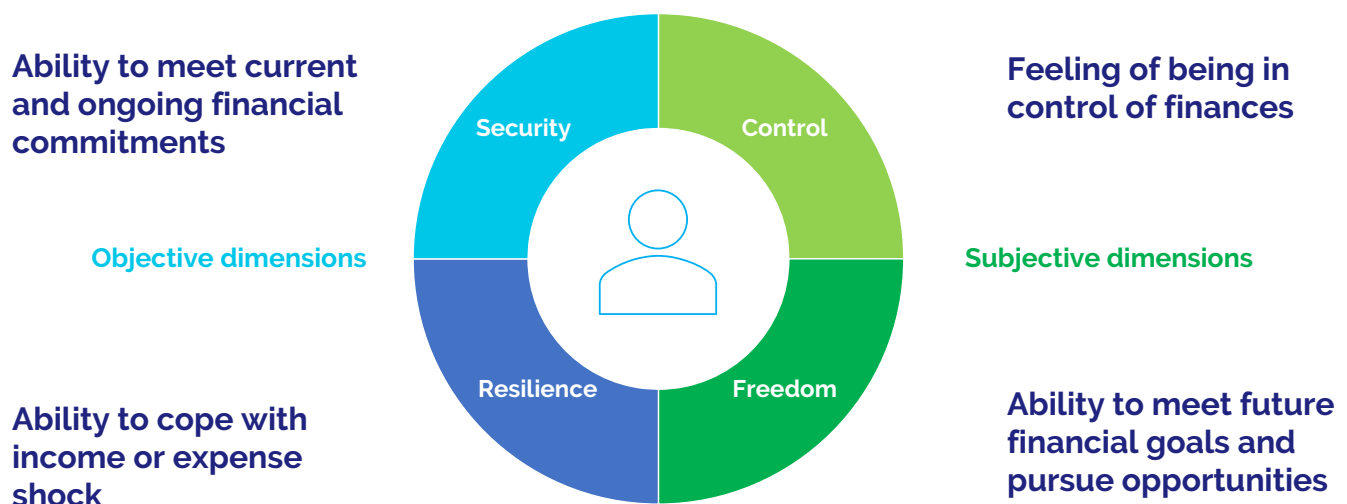 Ability to meet current
and ongoing financial
commitments
Security
Control
Feeling of being in
control of finances
Objective dimensions
Subjective dimensions
Resilience
Freedom
Ability to cope with
income or expense
shock
Ability to meet future
financial goals and
pursue opportunities